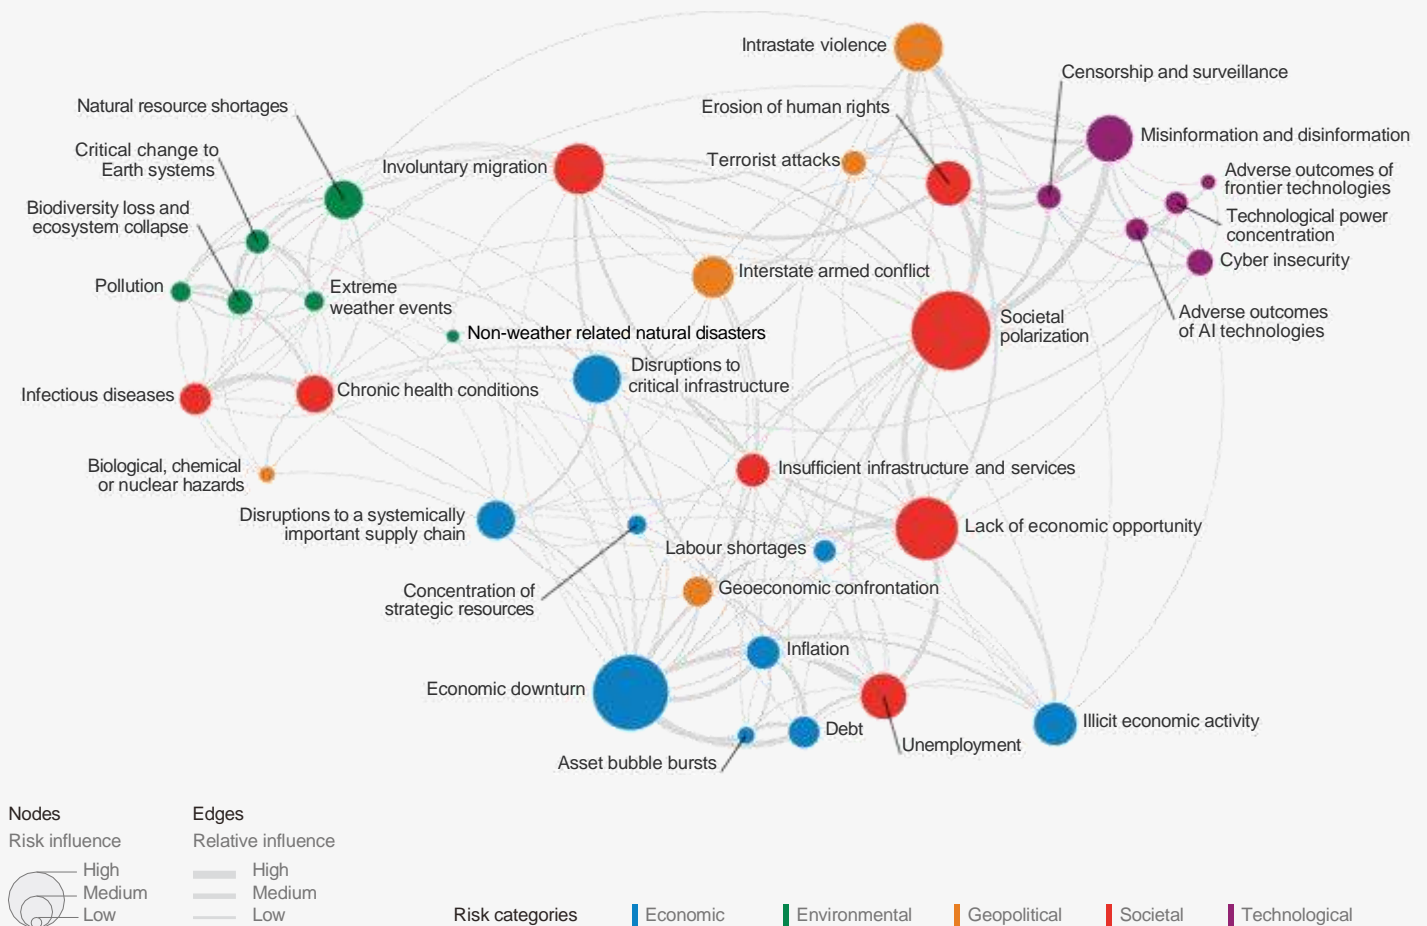 Intrastate violence
Censorship and surveillance
Natural resource shortages
Erosion of human rights
Misinformation and disinformation
Critical change to
Earth systems
Involuntary migration
Terrorist attacks
Adverse outcomes of
frontier technologies
Biodiversity loss and
ecosystem collapse
Technological power
concentration
Cyber insecurity
Interstate armed conflict
Pollution
Extreme
weather events
Adverse outcomes
of AI technologies
Societal
polarization
Non-weather related natural disasters
Disruptions to
critical infrastructure
Infectious diseases
Chronic health conditions
Biological, chemical
or nuclear hazards
Insufficient infrastructure and services
Disruptions to a systemically
important supply chain
Lack of economic opportunity
Labour shortages
Concentration of
strategic resources
Geoeconomic confrontation
Inflation
Economic downturn
Debt
Unemployment
Illicit economic activity
Asset bubble bursts
Nodes
Risk influence
High
Medium
Low
Edges
Relative influence
High
Medium
Low
Risk categories
Economic
Environmental
Geopolitical
Societal
Technological